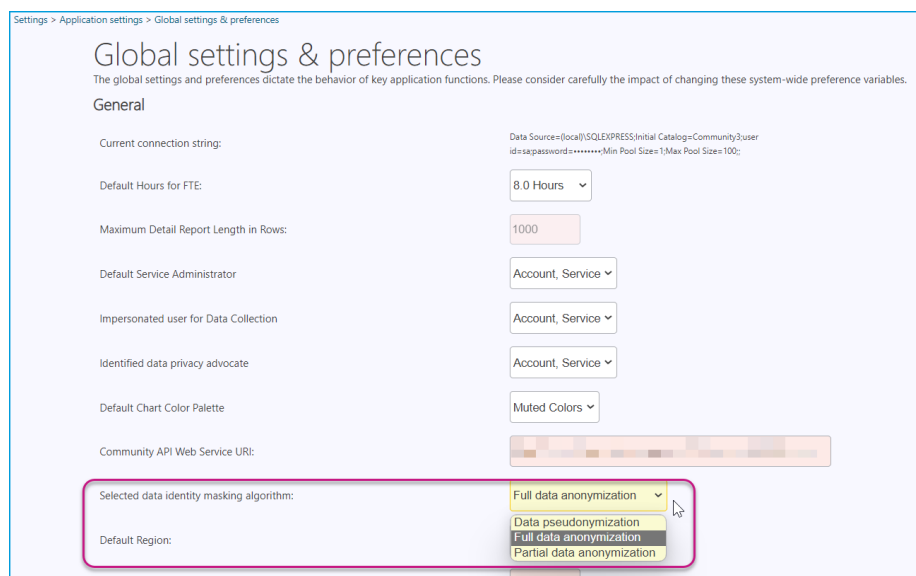 Settings > Application settings > Global settings & preferences
Global settings & preferences
The global settings and preferences dictate the behavior of key application functions. Please consider carefully the impact of changing these system-wide preference variables.
General
Current connection string:
Data Source=(local)\SQLEXPRESS;Initial Catalog=Community3;user
id=sa;password=••••••••;Min Pool Size=1;Max Pool Size=100;;
Default Hours for FTE:
8.0 Hours
Maximum Detail Report Length in Rows:
1000
Default Service Administrator
Account, Service
Impersonated user for Data Collection
Account, Service
Identified data privacy advocate
Account, Service
Default Chart Color Palette
Muted Colors
Community API Web Service URI:
Selected data identity masking algorithm:
Full data anonymization
Data pseudonymization
Full data anonymization
Partial data anonymization
Default Region: